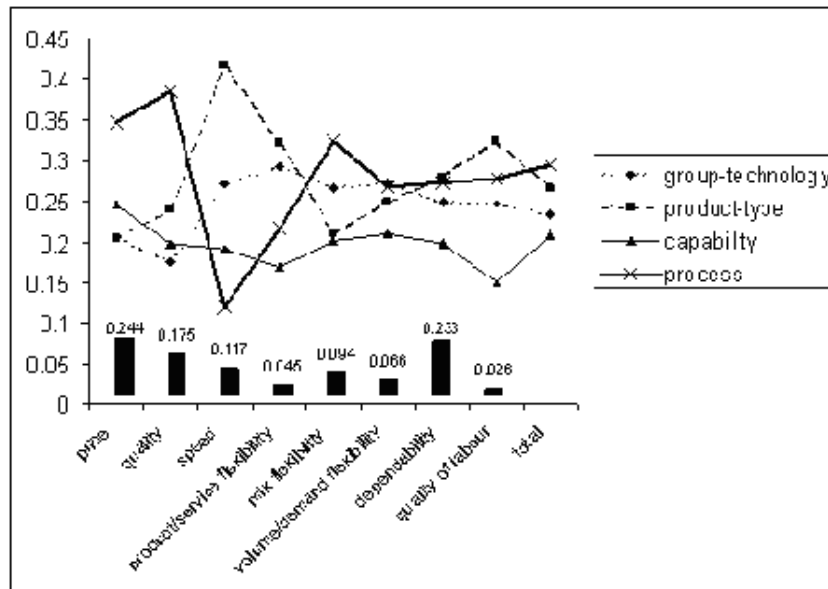 0.45
0.4
0.35
0.3
0.25
0.2
0.15
0.1
0.05
0
0.244
0.175
0.117
0.045
0.094
0.066
0.233
0.026
price
quality
speed
product/service flexibility
mix flexibility
volume/demand flexibility
dependability
quality of labour
total
group-technology
product-type
capabilty
process